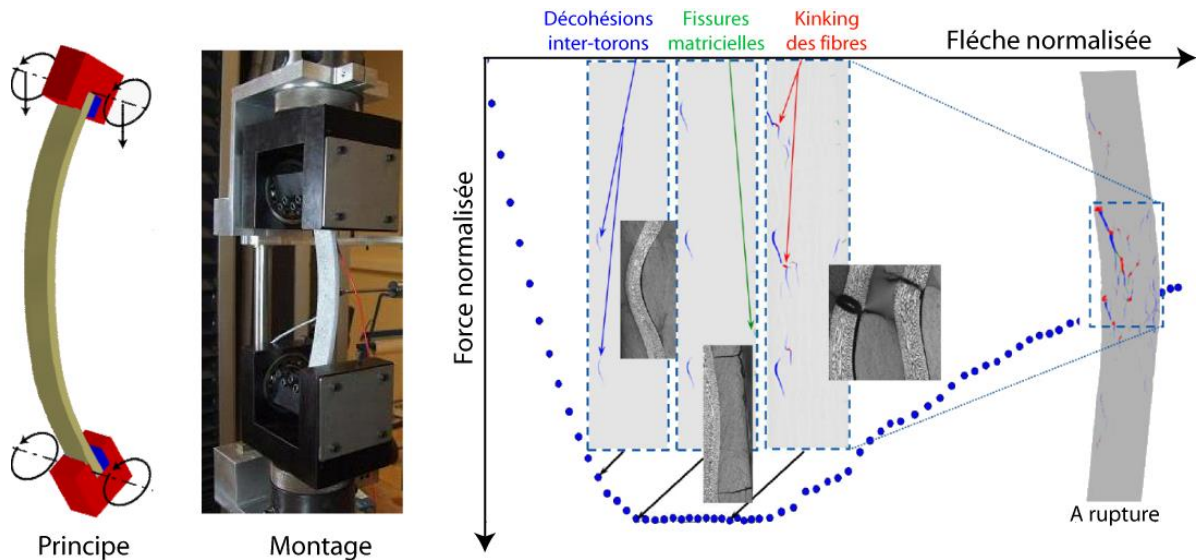 Décohésions
inter-torons
Fissures
matricielles
Kinking
des fibres
Fléche normalisée
Force normalisée
A rupture
Principe
Montage